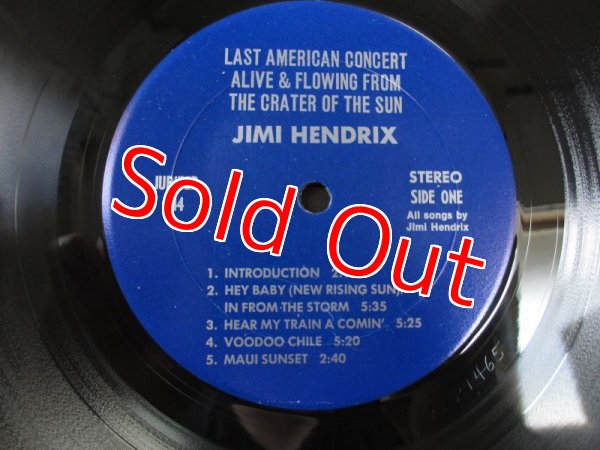 LAST AMERICAN CONCERT
ALIVE & FLOWING FROM
THE CRATER OF THE SUN
JIMI HENDRIX
STEREO
SIDE ONE
All songs by
Jimi Hendrix
Sold Out
1. INTRODUCTION
2. HEY BABY (NEW RISING SUN)
IN FROM THE STORM 5:35
3. HEAR MY TRAIN A COMIN' 5:25
4. VOODOO CHILE 5:20
5. MAUI SUNSET 2:40
1465